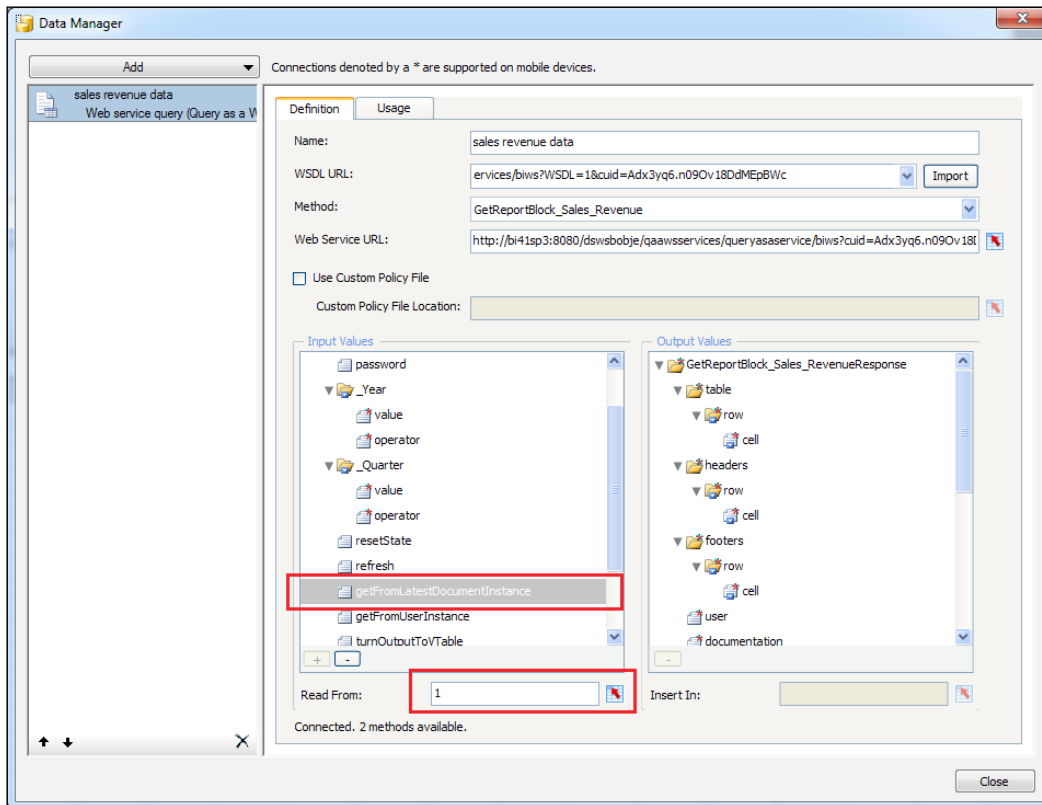 Data Manager
Add
Connections denoted by a * are supported on mobile devices.
sales revenue data
Web service query (Query as a W
Definition
Usage
Name:
sales revenue data
WSDL URL:
ervices/biws?WSDL=1&cuid=Adx3yq6.n09Ov18DdMEpBWc
Import
Method:
GetReportBlock_Sales_Revenue
Web Service URL:
http://bi41sp3:8080/dswsbobje/qaawsservices/queryasaservice/biws?cuid=Adx3yq6.n09Ov18D
Use Custom Policy File
Custom Policy File Location:
Input Values
password
_Year
value
operator
_Quarter
value
operator
resetState
refresh
getFromLatestDocumentInstance
getFromUserInstance
turnOutputToVTable
+
-
Read From:
1
Output Values
GetReportBlock_Sales_RevenueResponse
table
row
cell
headers
row
cell
footers
row
cell
user
documentation
-
Insert In:
Connected. 2 methods available.
Close